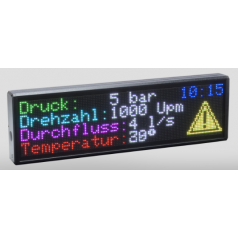 Druck: 5 bar 10:15
Drehzahl:1000 Upm
Durchfluss:4 l/s
Temperatur:30°